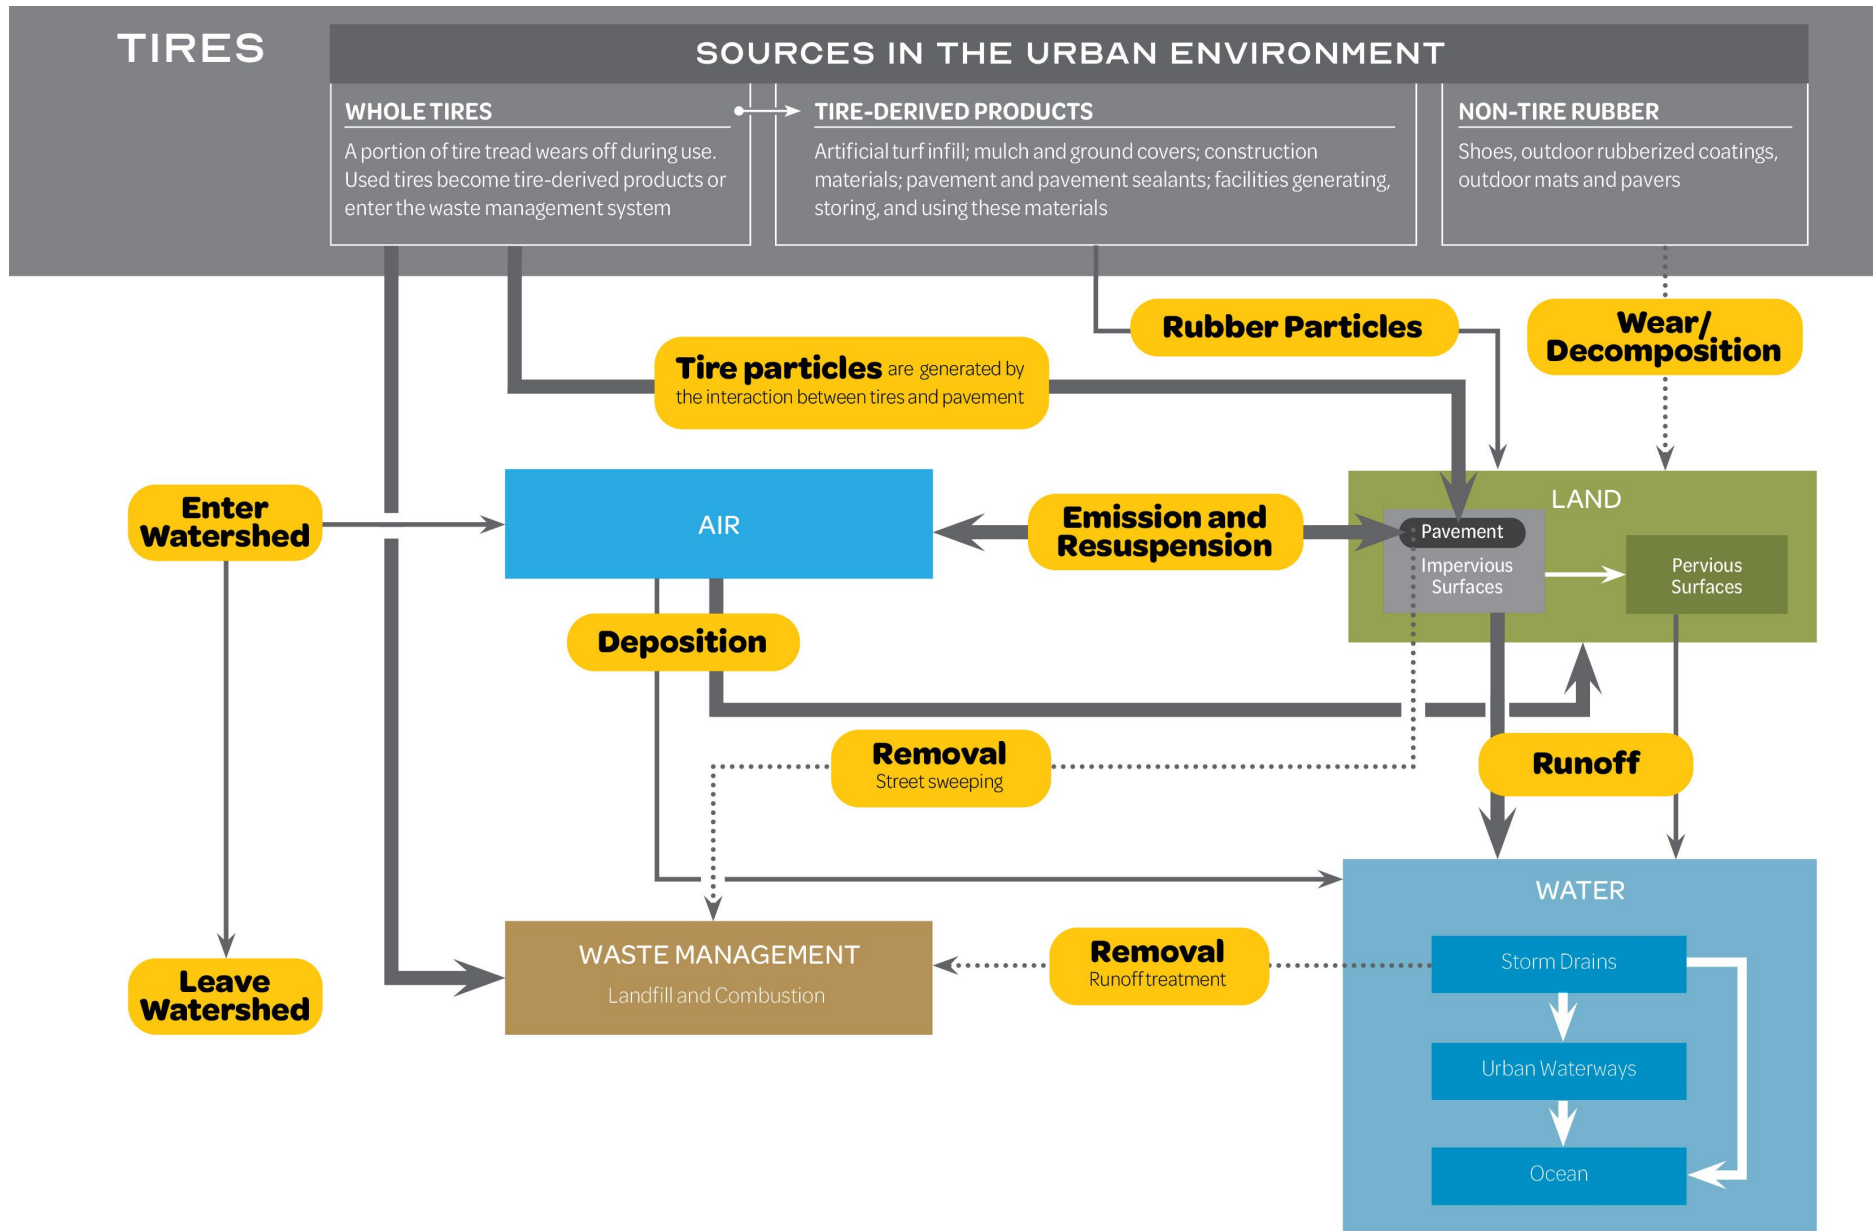 TIRES
SOURCES IN THE URBAN ENVIRONMENT
WHOLE TIRES
A portion of tire tread wears off during use.
Used tires become tire-derived products or
enter the waste management system
TIRE-DERIVED PRODUCTS
Artificial turf infill; mulch and ground covers; construction
materials; pavement and pavement sealants; facilities generating,
storing, and using these materials
NON-TIRE RUBBER
Shoes, outdoor rubberized coatings,
outdoor mats and pavers
Rubber Particles
Wear/
Decomposition
Tire particles are generated by
the interaction between tires and pavement
Enter
Watershed
AIR
Emission and
Resuspension
LAND
Pavement
Impervious
Surfaces
Pervious
Surfaces
Deposition
Removal
Street sweeping
Runoff
WATER
WASTE MANAGEMENT
Landfill and Combustion
Removal
Runoff treatment
Storm Drains
Leave
Watershed
Urban Waterways
Ocean